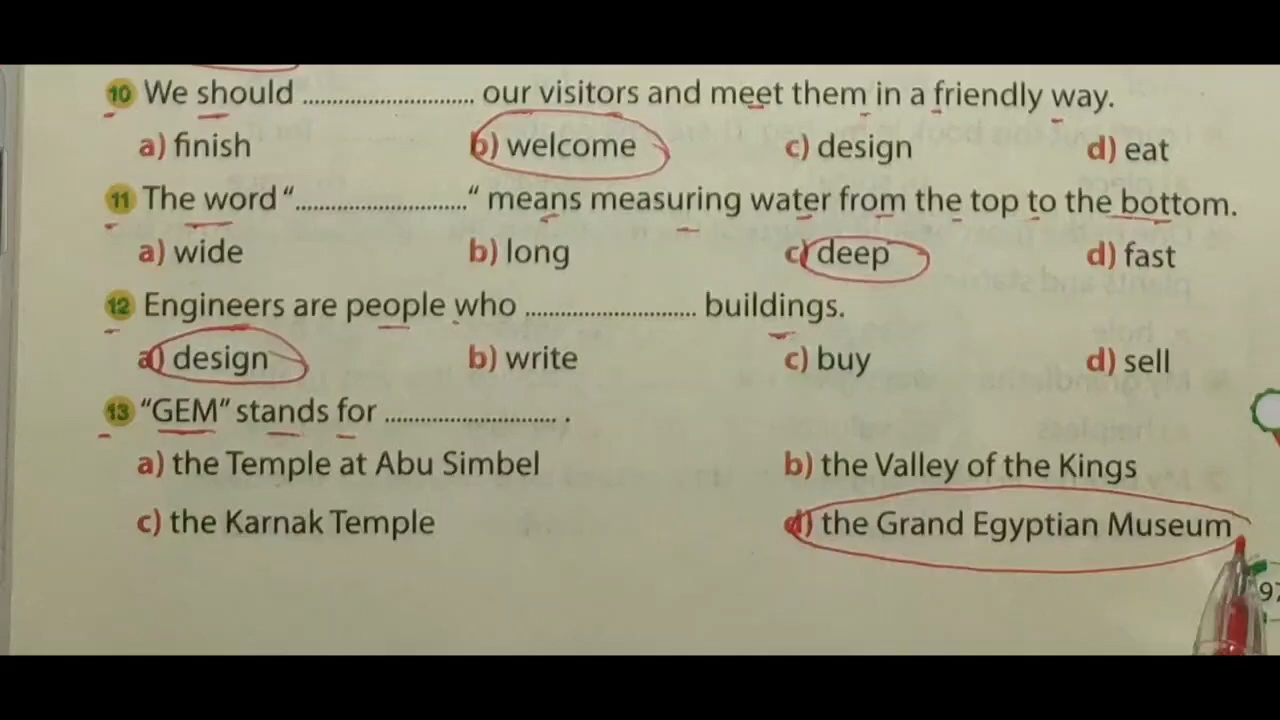 10 We should ............................ our visitors and meet them in a friendly way.
a) finish b) welcome c) design d) eat
11 The word “............................“ means measuring water from the top to the bottom.
a) wide b) long c) deep d) fast
12 Engineers are people who ............................ buildings.
a) design b) write c) buy d) sell
13 “GEM” stands for ............................ .
a) the Temple at Abu Simbel b) the Valley of the Kings
c) the Karnak Temple d) the Grand Egyptian Museum